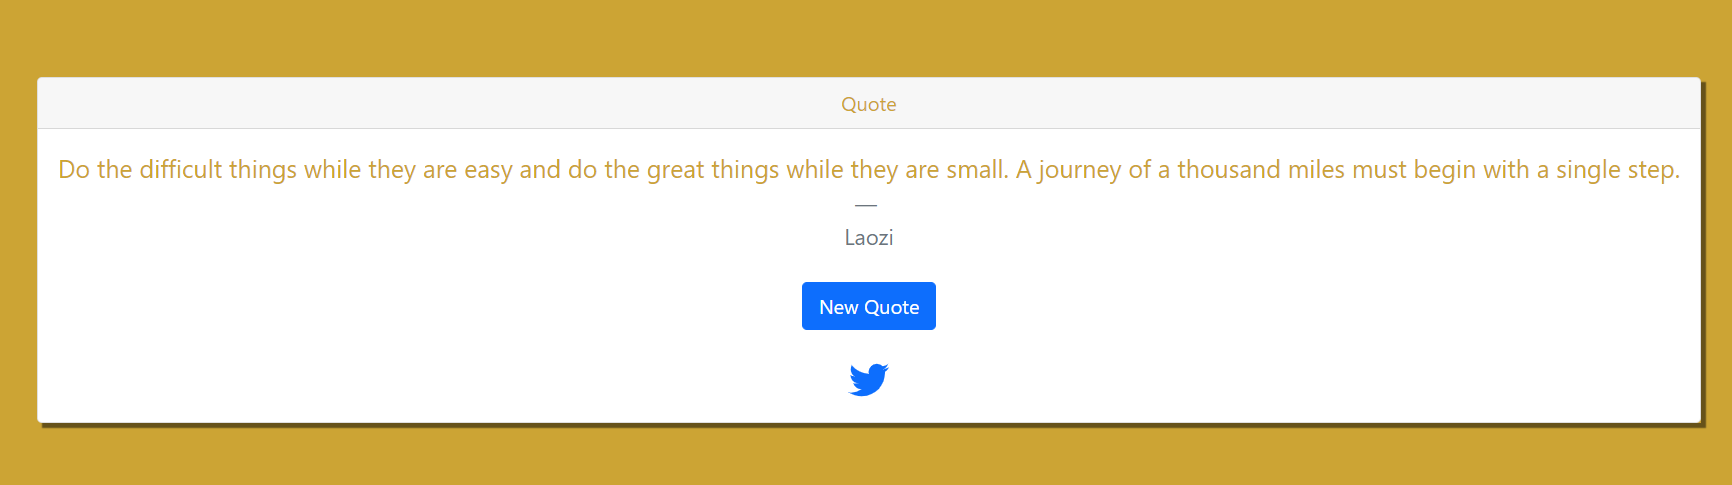 Quote
Do the difficult things while they are easy and do the great things while they are small. A journey of a thousand miles must begin with a single step.
—
Laozi
New Quote